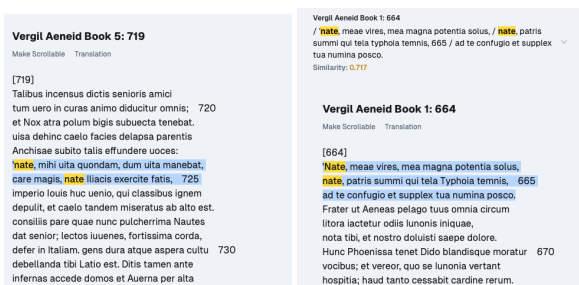 Vergil Aeneid Book 5: 719
Make Scrollable Translation
[719]
Talibus incensus dictis senioris amici
tum uero in curas animo diducitur omnis; 720
et Nox atra polum bigis subuecta tenebat.
uisa dehinc caelo facies delapsa parentis
Anchisae subito talis effundere uoces:
'nate, mihi uita quondam, dum uita manebat,
care magis, nate Iliacis exercite fatis, 725
imperio Iouis huc uenio, qui classibus ignem
depulit, et caelo tandem miseratus ab alto est.
consiliis pare quae nunc pulcherrima Nautes
dat senior; lectos iuuenes, fortissima corda,
defer in Italiam. gens dura atque aspera cultu 730
debellanda tibi Latio est. Ditis tamen ante
infernas accede domos et Auerna per alta
Vergil Aeneid Book 1: 664
/ 'nate, meae vires, mea magna potentia solus, / nate, patris
summi qui tela typhoia temnis, 665 / ad te confugio et supplex
tua numina posco.
Similarity: 0.717
Vergil Aeneid Book 1: 664
Make Scrollable Translation
[664]
'Nate, meae vires, mea magna potentia solus,
nate, patris summi qui tela Typhoia temnis, 665
ad te confugio et supplex tua numina posco.
Frater ut Aeneas pelago tuus omnia circum
litora iactetur odiis Iunonis iniquae,
nota tibi, et nostro doluisti saepe dolore.
Hunc Phoenissa tenet Dido blandisque moratur 670
vocibus; et vereor, quo se Iunonia vertant
hospitia; haud tanto cessabit cardine rerum.